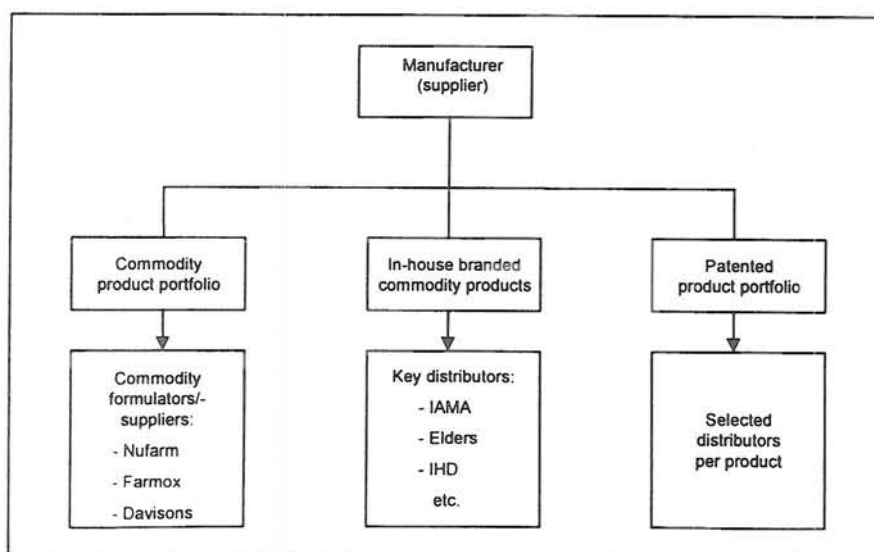 Manufacturer
(supplier)
Commodity
product portfolio
In-house branded
commodity products
Patented
product portfolio
Commodity
formulators/-
suppliers:
- Nufarm
- Farmox
- Davisons
Key distributors:
- IAMA
- Elders
- IHD
etc.
Selected
distributors
per product